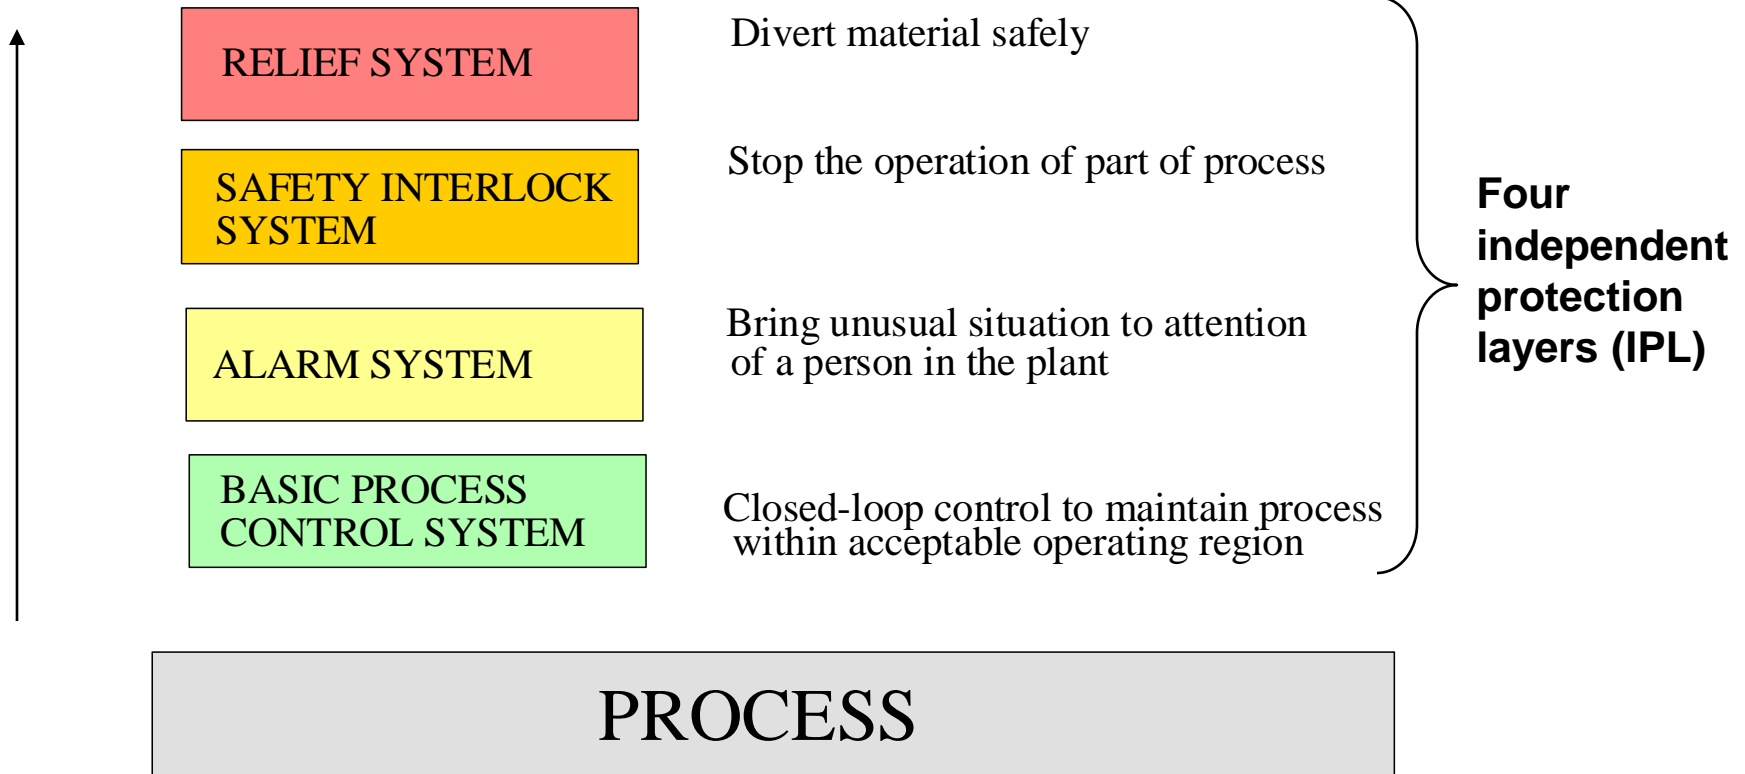 RELIEF SYSTEM
Divert material safely
SAFETY INTERLOCK
SYSTEM
Stop the operation of part of process
ALARM SYSTEM
Bring unusual situation to attention
of a person in the plant
BASIC PROCESS
CONTROL SYSTEM
Closed-loop control to maintain process
within acceptable operating region
Four
independent
protection
layers (IPL)
PROCESS